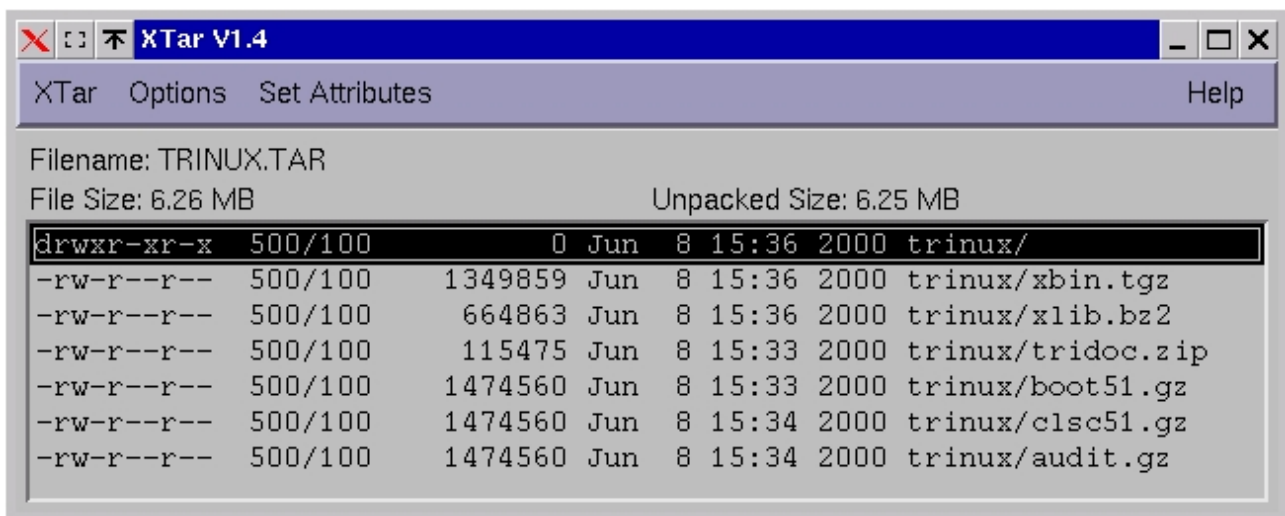 XTar V1.4
XTar Options Set Attributes Help
Filename: TRINUX.TAR
File Size: 6.26 MB Unpacked Size: 6.25 MB
drwxr-xr-x 500/100 0 Jun 8 15:36 2000 trinux/
-rw-r--r-- 500/100 1349859 Jun 8 15:36 2000 trinux/xbin.tgz
-rw-r--r-- 500/100 664863 Jun 8 15:36 2000 trinux/xlib.bz2
-rw-r--r-- 500/100 115475 Jun 8 15:33 2000 trinux/tridoc.zip
-rw-r--r-- 500/100 1474560 Jun 8 15:33 2000 trinux/boot51.gz
-rw-r--r-- 500/100 1474560 Jun 8 15:34 2000 trinux/clsc51.gz
-rw-r--r-- 500/100 1474560 Jun 8 15:34 2000 trinux/audit.gz